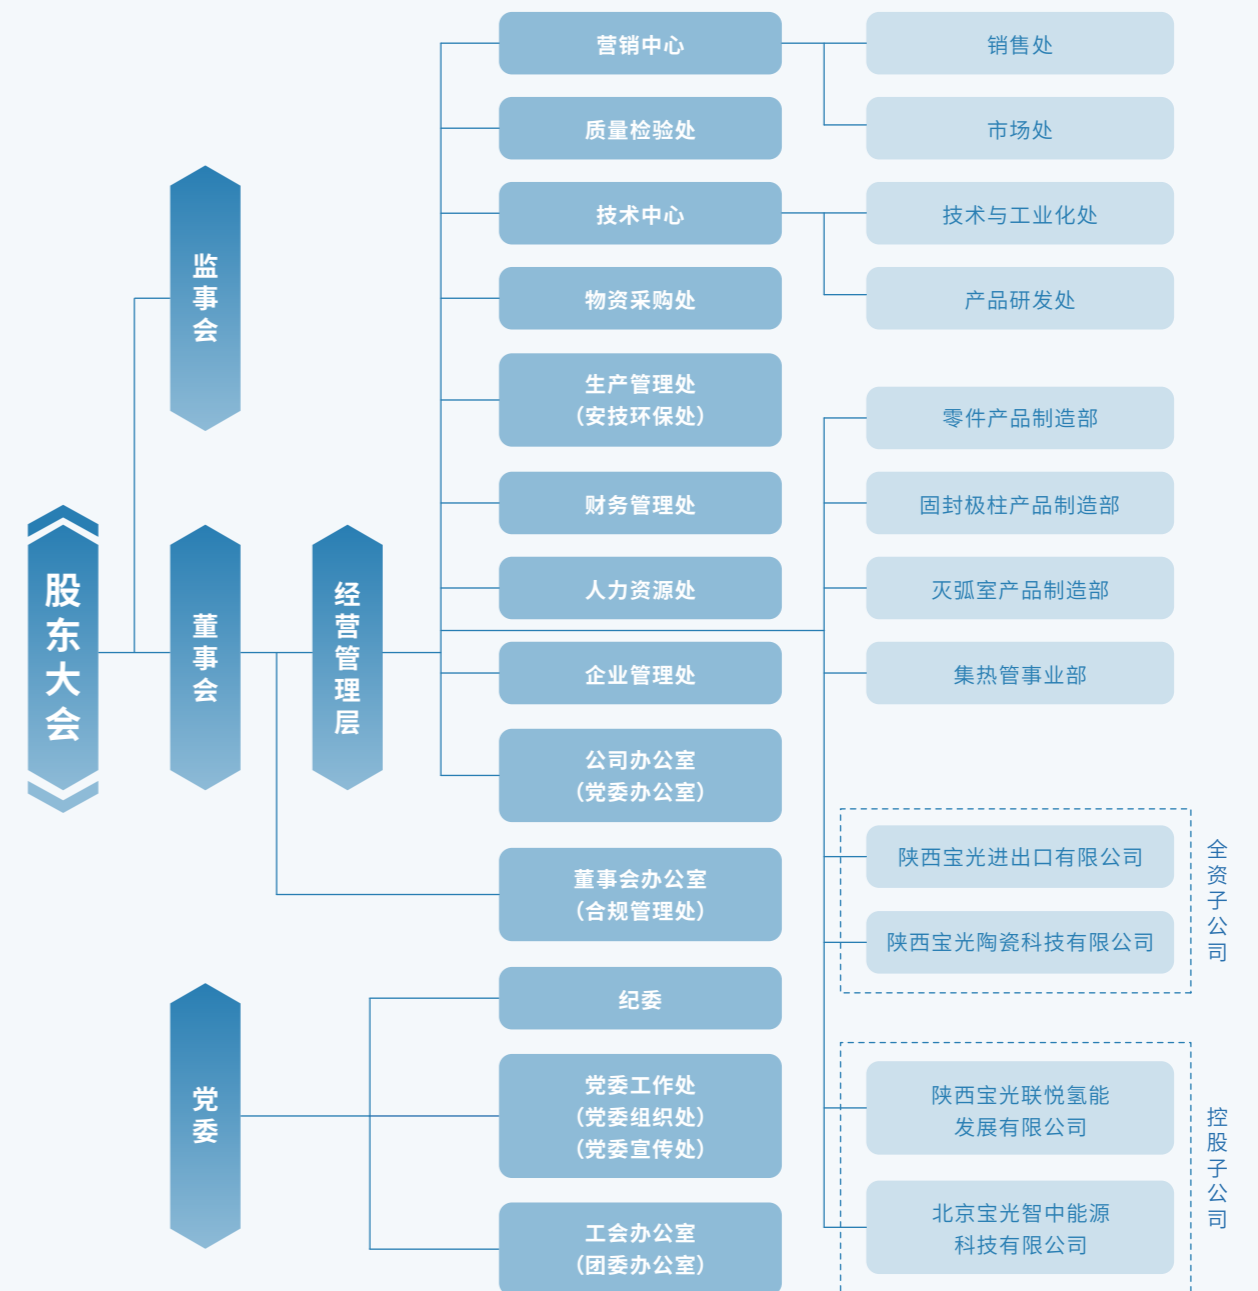 股东大会
监事会
董事会
党委
经营管理层
营销中心
质量检验处
技术中心
物资采购处
生产管理处
（安技环保处）
财务管理处
人力资源处
企业管理处
公司办公室
（党委办公室）
董事会办公室
（合规管理处）
纪委
党委工作处
（党委组织处）
（党委宣传处）
工会办公室
（团委办公室）
销售处
市场处
技术与工业化处
产品研发处
零件产品制造部
固封极柱产品制造部
灭弧室产品制造部
集热管事业部
陕西宝光进出口有限公司
陕西宝光陶瓷科技有限公司
全资子公司
陕西宝光联悦氢能
发展有限公司
北京宝光智中能源
科技有限公司
控股子公司